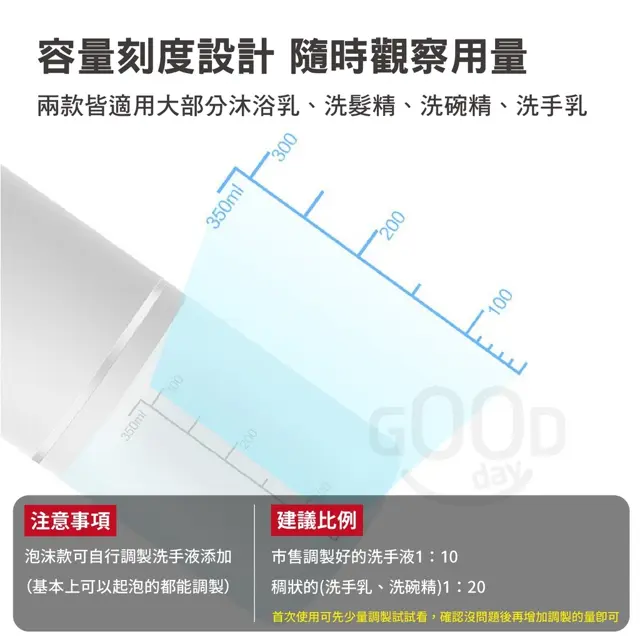 容量刻度設計 隨時觀察用量
兩款皆適用大部分沐浴乳、洗髮精、洗碗精、洗手乳
300
350ml
200
100
300
350ml
200
GOOD
day
注意事項
泡沫款可自行調製洗手液添加
(基本上可以起泡的都能調製)
建議比例
市售調製好的洗手液1：10
稠狀的(洗手乳、洗碗精)1：20
首次使用可先少量調製試試看，確認沒問題後再增加調製的量即可